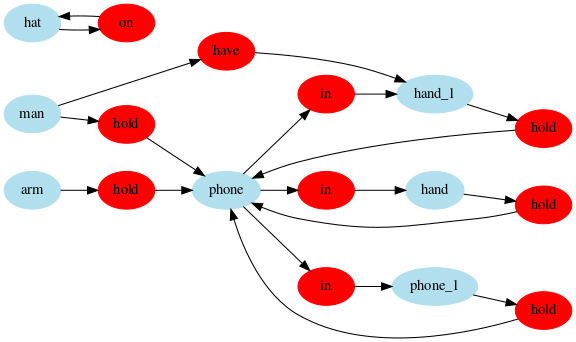 hat
on
have
man
in
hand_1
hold
hold
arm
hold
phone
in
hand
hold
in
phone_1
hold